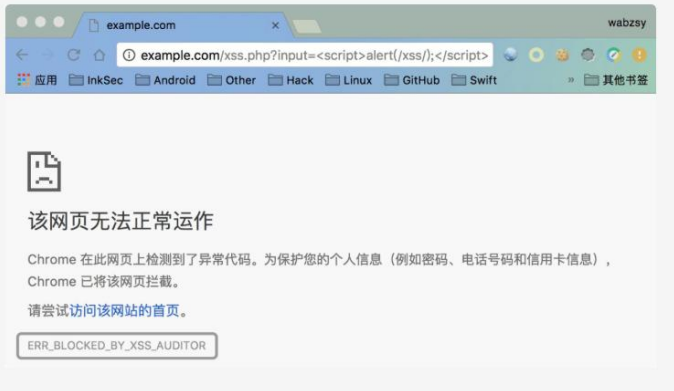 example.com
wabzsy
example.com/xss.php?input=<script>alert(/xss/);</script>
应用 InkSec Android Other Hack Linux GitHub Swift » 其他书签
该网页无法正常运作
Chrome 在此网页上检测到了异常代码。为保护您的个人信息（例如密码、电话号码和信用卡信息），
Chrome 已将该网页拦截。
请尝试访问该网站的首页。
ERR_BLOCKED_BY_XSS_AUDITOR